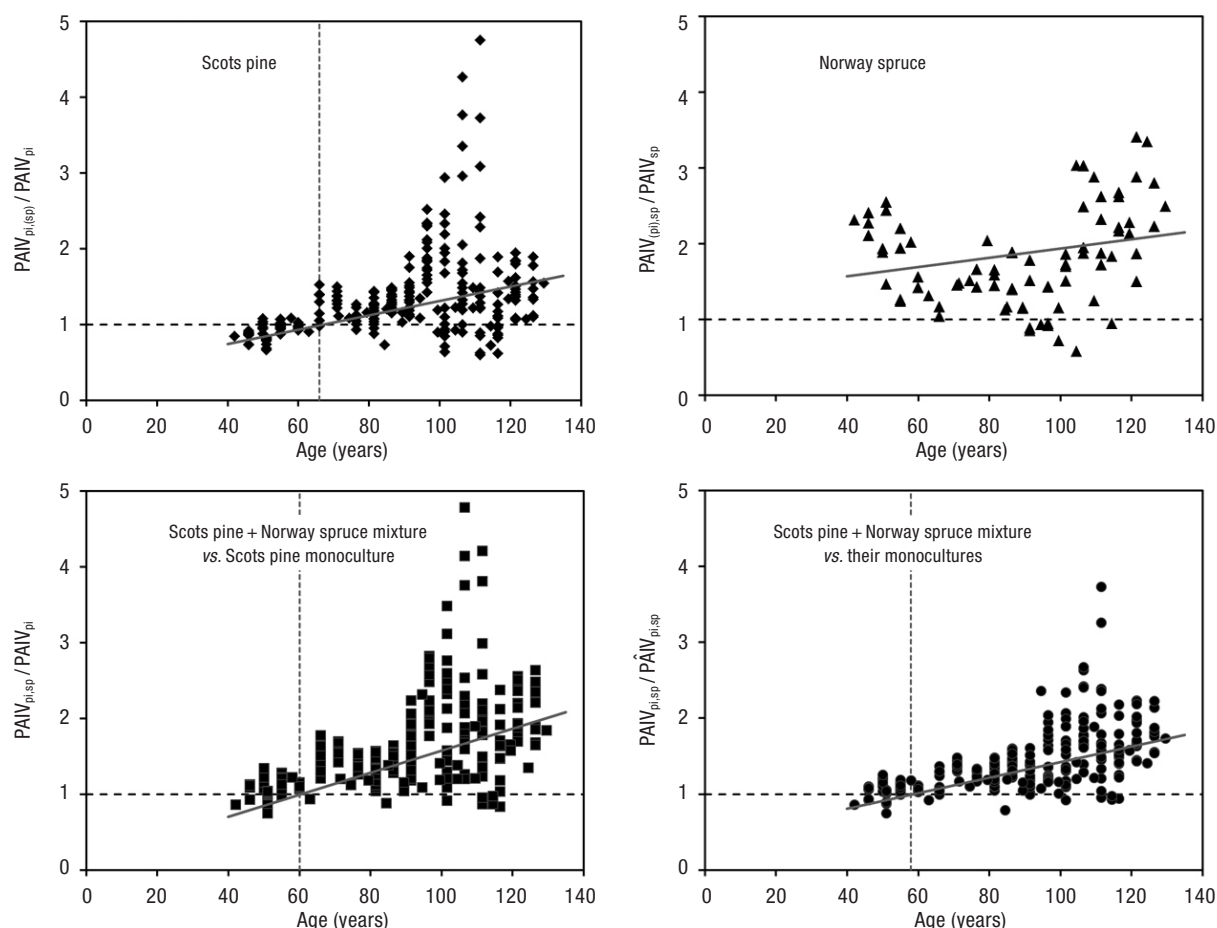 5
4
3
2
1
0
PAIVpi,(sp) / PAIVpi
Scots pine
0 20 40 60 80 100 120 140
Age (years)
5
4
3
2
1
0
PAIV(pi),sp / PAIVsp
Norway spruce
0 20 40 60 80 100 120 140
Age (years)
5
4
3
2
1
0
PAIVpi,sp / PAIVpi
Scots pine + Norway spruce mixture
vs. Scots pine monoculture
0 20 40 60 80 100 120 140
Age (years)
5
4
3
2
1
0
PAIVpi,sp / PÂIVpi,sp
Scots pine + Norway spruce mixture
vs. their monocultures
0 20 40 60 80 100 120 140
Age (years)